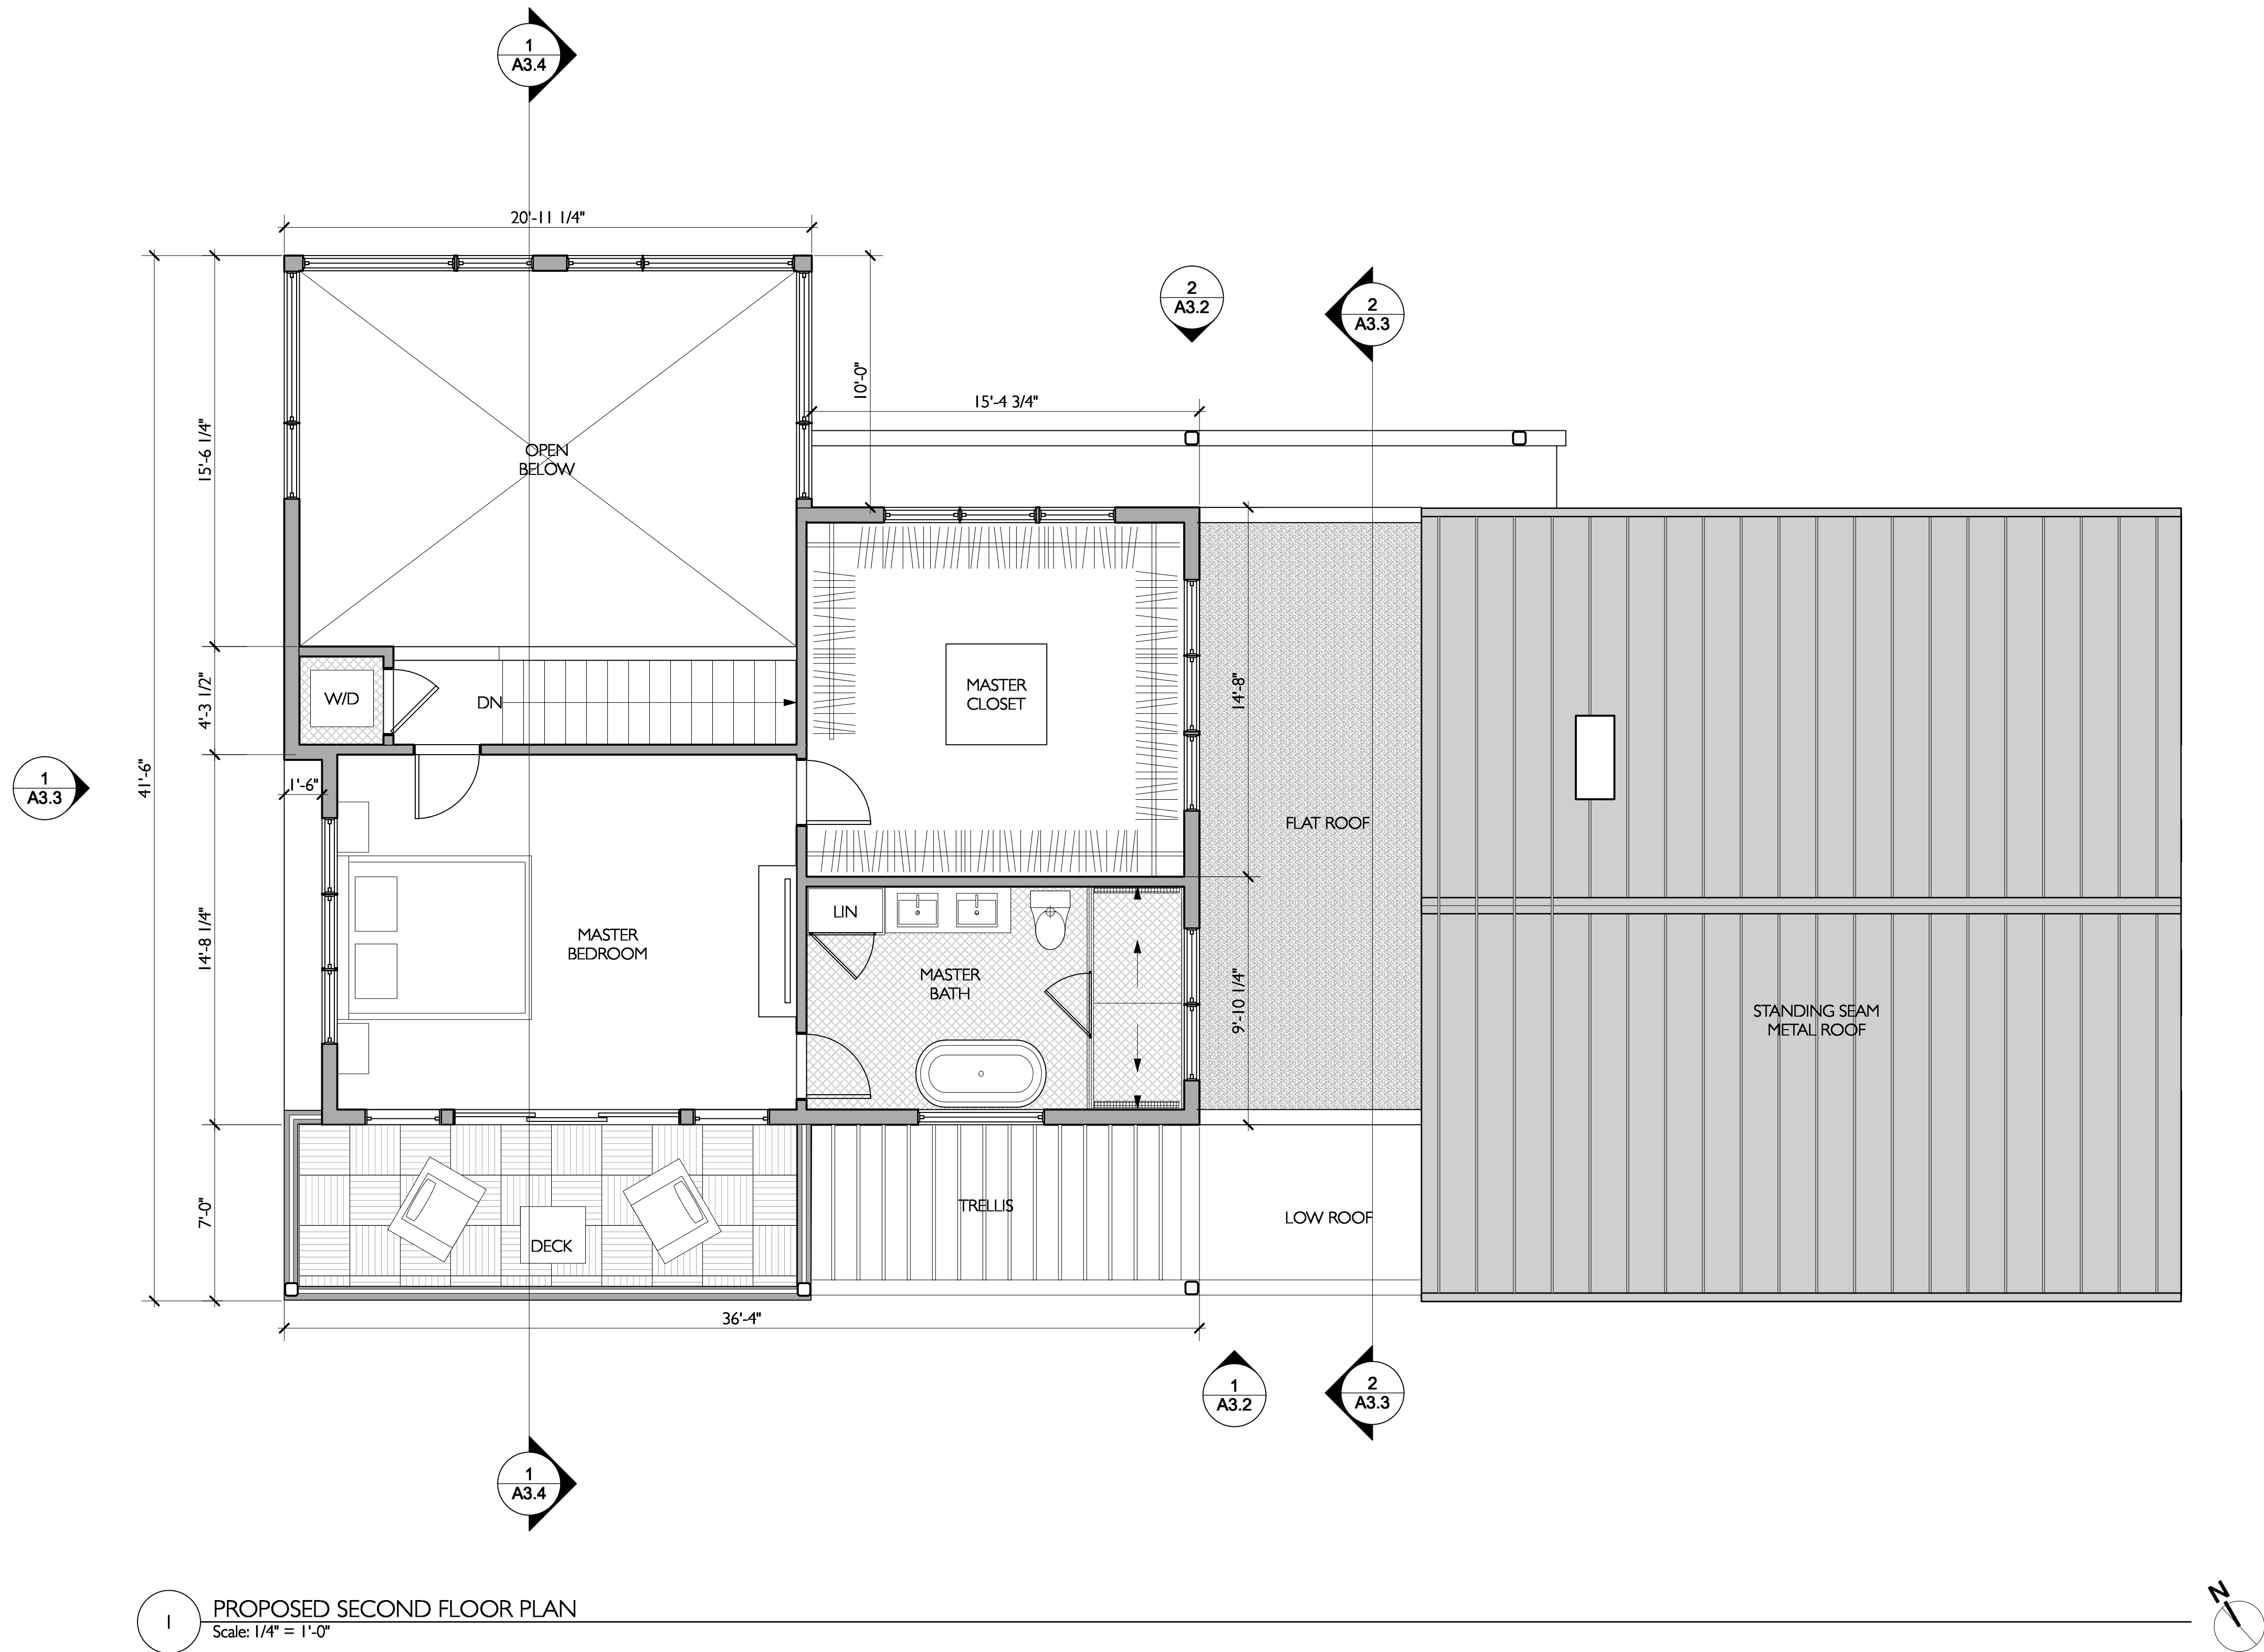 1
A3.4
20'-11 1/4"
2
A3.2
2
A3.3
10'-0"
15'-4 3/4"
15'-6 1/4"
OPEN
BELOW
W/D
DN
4'-3 1/2"
MASTER
CLOSET
14'-8"
41'-6"
1
A3.3
1'-6"
FLAT ROOF
LIN
MASTER
BEDROOM
14'-8 1/4"
MASTER
BATH
9'-10 1/4"
STANDING SEAM
METAL ROOF
7'-0"
DECK
TRELLIS
LOW ROOF
36'-4"
1
A3.2
2
A3.3
1
A3.4
1
PROPOSED SECOND FLOOR PLAN
Scale: 1/4" = 1'-0"
N